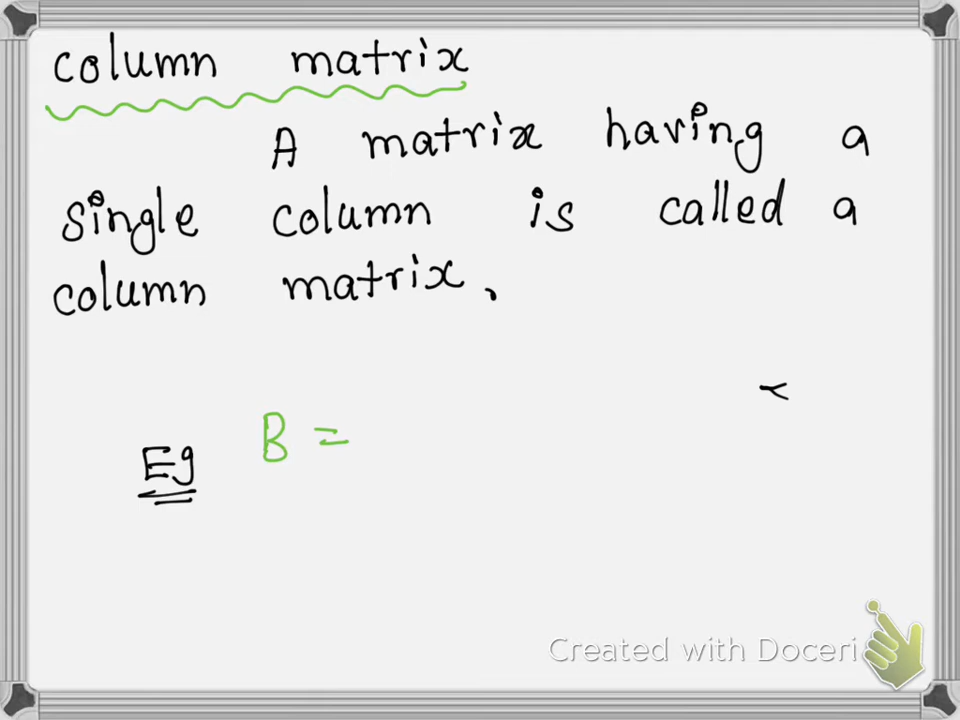 column matrix
A matrix having a
single column is called a
column matrix.
Eg B =
Created with Doceri